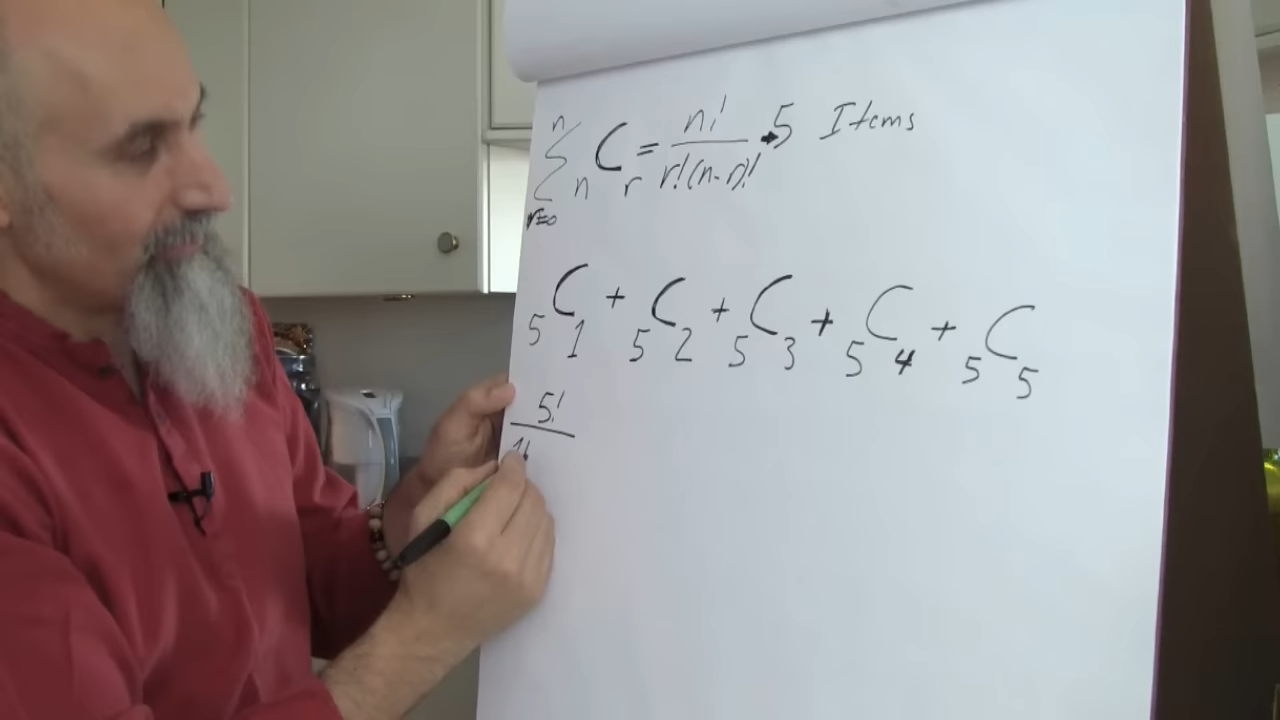 n
∑ nCr = n! / r!(n-r)! → 5 Items
r=0
5C1 + 5C2 + 5C3 + 5C4 + 5C5
5!